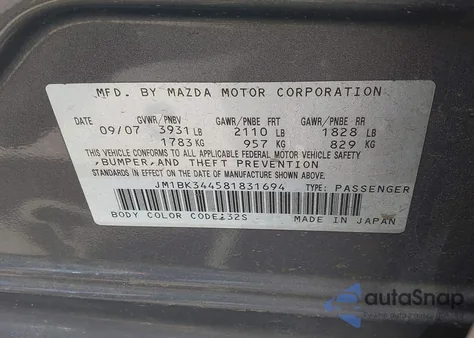 MFD. BY MAZDA MOTOR CORPORATION
DATE GVWR/PNBV GAWR/PNBE FRT GAWR/PNBE RR
09/07 3931 LB 2110 LB 1828 LB
1783 KG 957 KG 829 KG
THIS VEHICLE CONFORMS TO ALL APPLICABLE FEDERAL MOTOR VEHICLE SAFETY,
,BUMPER,AND THEFT PREVENTION
STANDARDS IN EFFECT ON THE DATE OF MANUFACTURE SHOWN ABOVE.
JM1BK344581831694 TYPE: PASSENGER
BODY COLOR CODE:32S MADE IN JAPAN
autoSnap